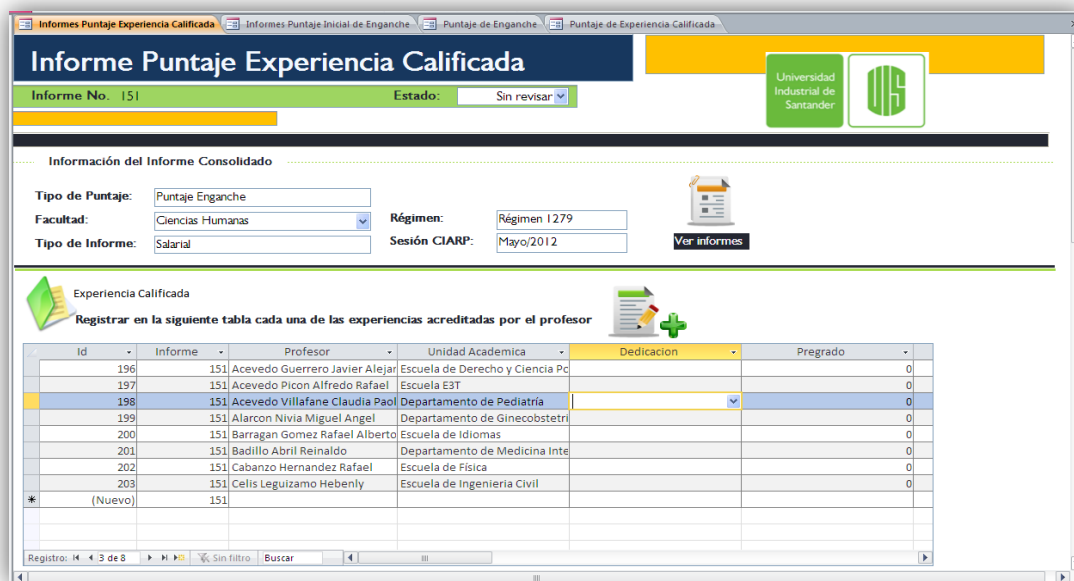 Informes Puntaje Experiencia Calificada Informes Puntaje Inicial de Enganche Puntaje de Enganche Puntaje de Experiencia Calificada
Informe Puntaje Experiencia Calificada
Informe No. 151 Estado: Sin revisar
Universidad
Industrial de
Santander
UIS
Información del Informe Consolidado
Tipo de Puntaje: Puntaje Enganche
Facultad: Ciencias Humanas Régimen: Régimen 1279
Tipo de Informe: Salarial Sesión CIARP: Mayo/2012
Ver informes
Experiencia Calificada
Registrar en la siguiente tabla cada una de las experiencias acreditadas por el profesor
Id Informe Profesor Unidad Academica Dedicacion Pregrado
196 151 Acevedo Guerrero Javier Alejar Escuela de Derecho y Ciencia Pc 0
197 151 Acevedo Picon Alfredo Rafael Escuela E3T 0
198 151 Acevedo Villafane Claudia Paol Departamento de Pediatría 0
199 151 Alarcon Nivia Miguel Angel Departamento de Ginecobstetri 0
200 151 Barragan Gomez Rafael Alberto Escuela de Idiomas 0
201 151 Badillo Abril Reinaldo Departamento de Medicina Inte 0
202 151 Cabanzo Hernandez Rafael Escuela de Física 0
203 151 Celis Leguizamo Hebenly Escuela de Ingenieria Civil 0
(Nuevo) 151
Registro: 3 de 8 Sin filtro Buscar